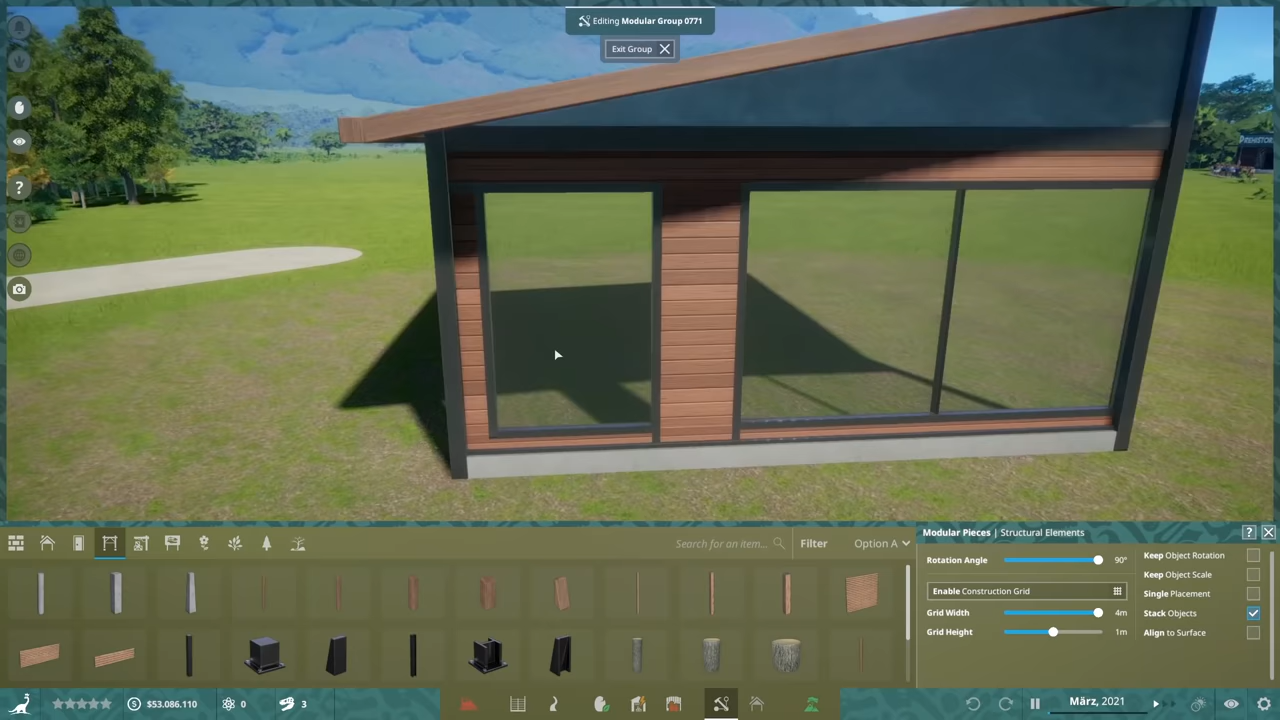 Editing Modular Group 0771
Exit Group
PREHISTOR
Search for an item...
Filter
Option A
Modular Pieces | Structural Elements
?
Rotation Angle
90°
Enable Construction Grid
Grid Width
4m
Grid Height
1m
Keep Object Rotation
Keep Object Scale
Single Placement
Stack Objects
Align to Surface
?
$53.086.110
0
3
März, 2021